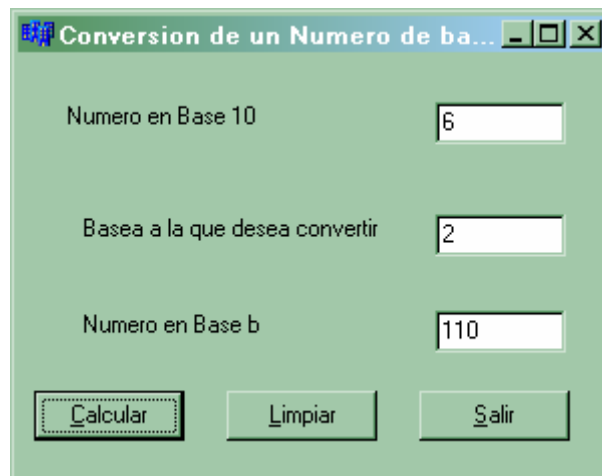 Conversion de un Numero de ba...
Numero en Base 10 6
Basea a la que desea convertir 2
Numero en Base b 110
Calcular Limpiar Salir